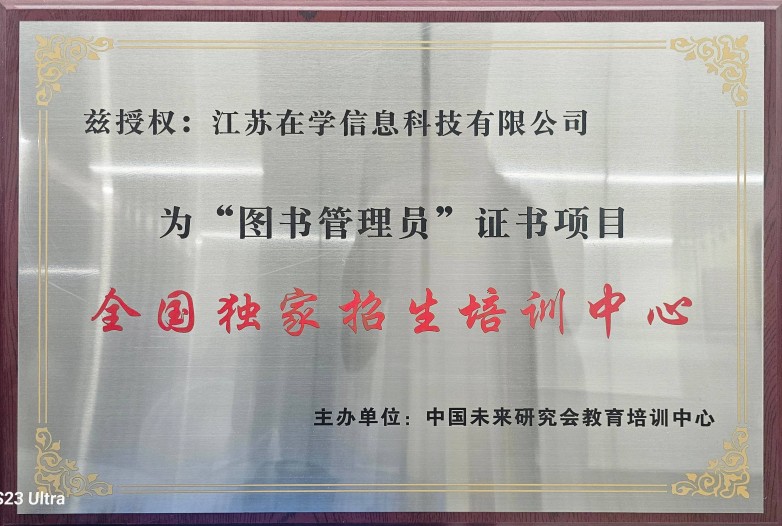 兹授权：江苏在学信息科技有限公司
为“图书管理员”证书项目
全国独家招生培训中心
主办单位：中国未来研究会教育培训中心
S23 Ultra